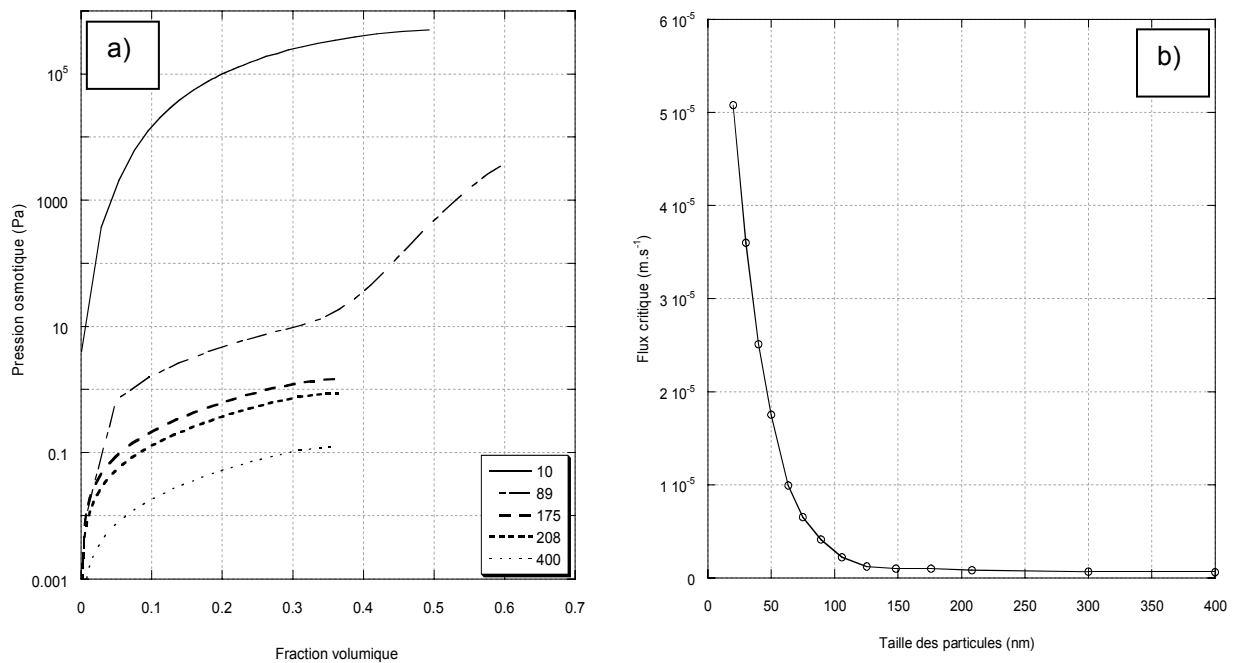 a)
Pression osmotique (Pa)
10⁵
1000
10
0.1
0.001
0 0.1 0.2 0.3 0.4 0.5 0.6 0.7
Fraction volumique
10
89
175
208
400
b)
Flux critique (m.s⁻¹)
6 10⁻⁵
5 10⁻⁵
4 10⁻⁵
3 10⁻⁵
2 10⁻⁵
1 10⁻⁵
0
0 50 100 150 200 250 300 350 400
Taille des particules (nm)